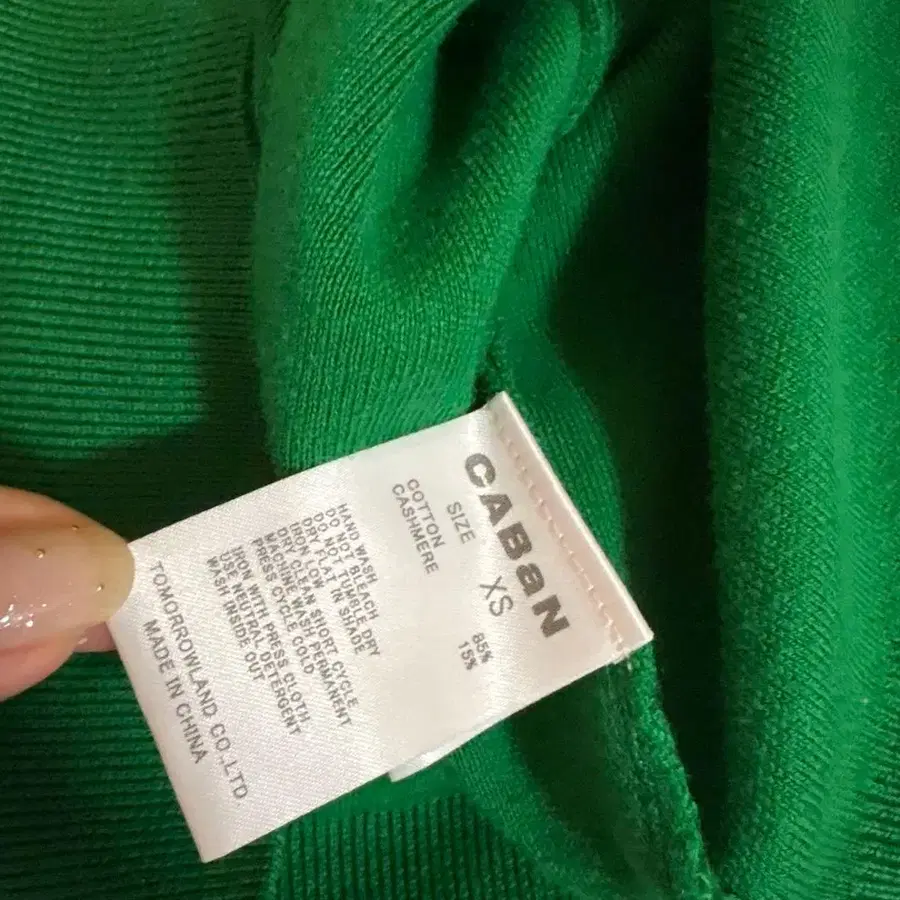 CABaN
SIZE XS
COTTON 85%
CASHMERE 15%
HAND WASH
DO NOT BLEACH
DO NOT TUMBLE DRY
DRY FLAT IN SHADE
IRON LOW
DRY CLEAN SHORT CYCLE
MACHINE WASH PERMANENT
PRESS CYCLE COLD
IRON WITH PRESS CLOTH
USE NEUTRAL DETERGENT
WASH INSIDE OUT
TOMORROWLAND CO.,LTD.
MADE IN CHINA